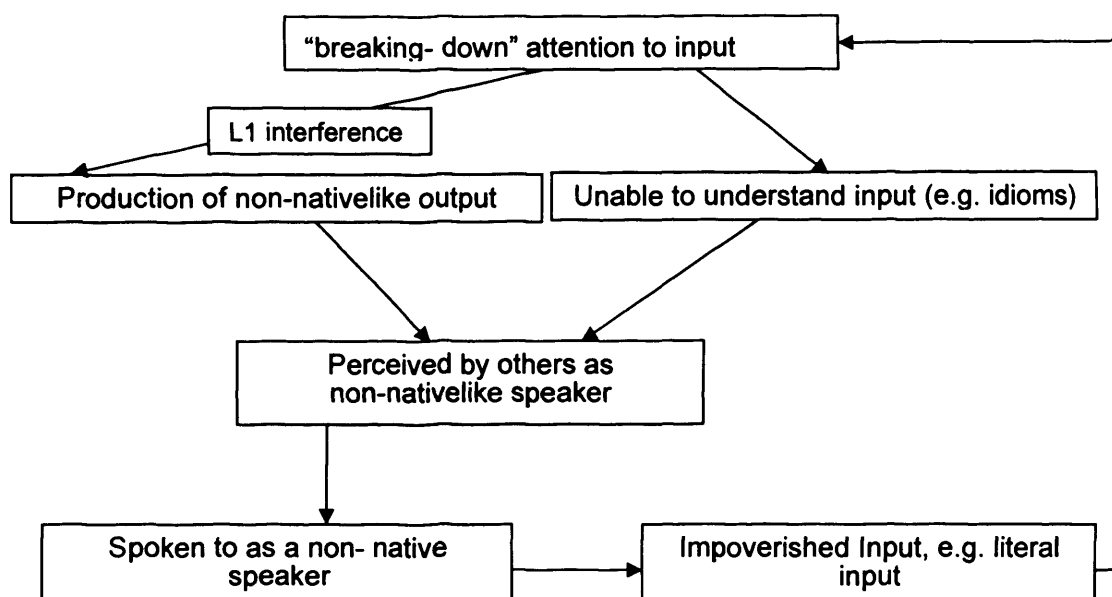 “breaking- down” attention to input
L1 interference
Production of non-nativelike output
Unable to understand input (e.g. idioms)
Perceived by others as
non-nativelike speaker
Spoken to as a non- native
speaker
Impoverished Input, e.g. literal
input